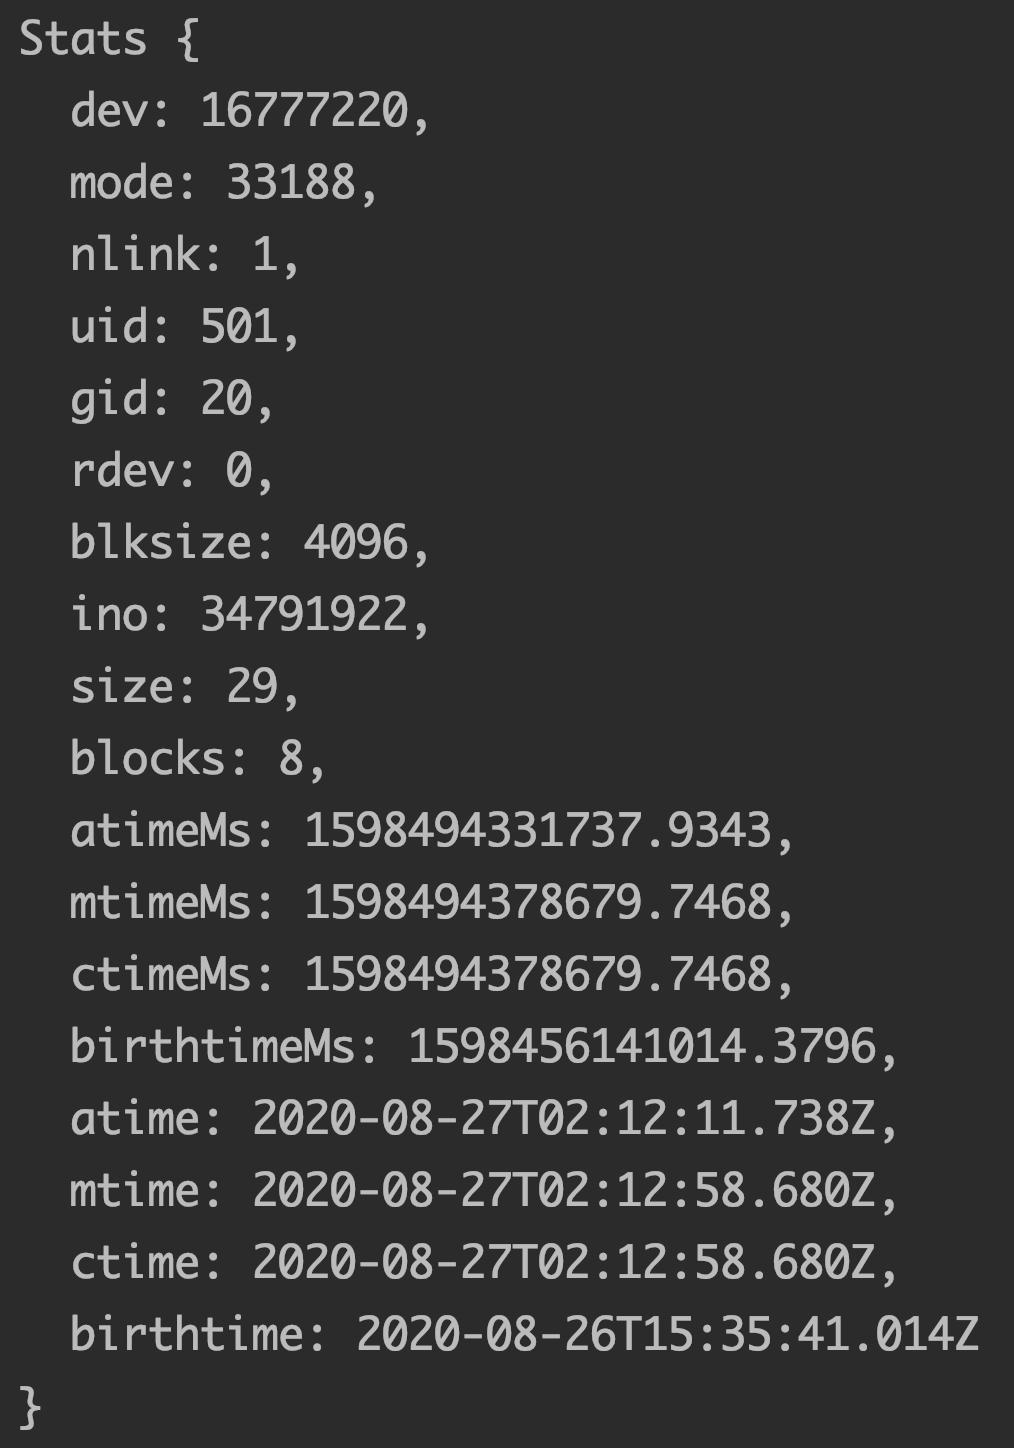 Stats {
  dev: 16777220,
  mode: 33188,
  nlink: 1,
  uid: 501,
  gid: 20,
  rdev: 0,
  blksize: 4096,
  ino: 34791922,
  size: 29,
  blocks: 8,
  atimeMs: 1598494331737.9343,
  mtimeMs: 1598494378679.7468,
  ctimeMs: 1598494378679.7468,
  birthtimeMs: 1598456141014.3796,
  atime: 2020-08-27T02:12:11.738Z,
  mtime: 2020-08-27T02:12:58.680Z,
  ctime: 2020-08-27T02:12:58.680Z,
  birthtime: 2020-08-26T15:35:41.014Z
}